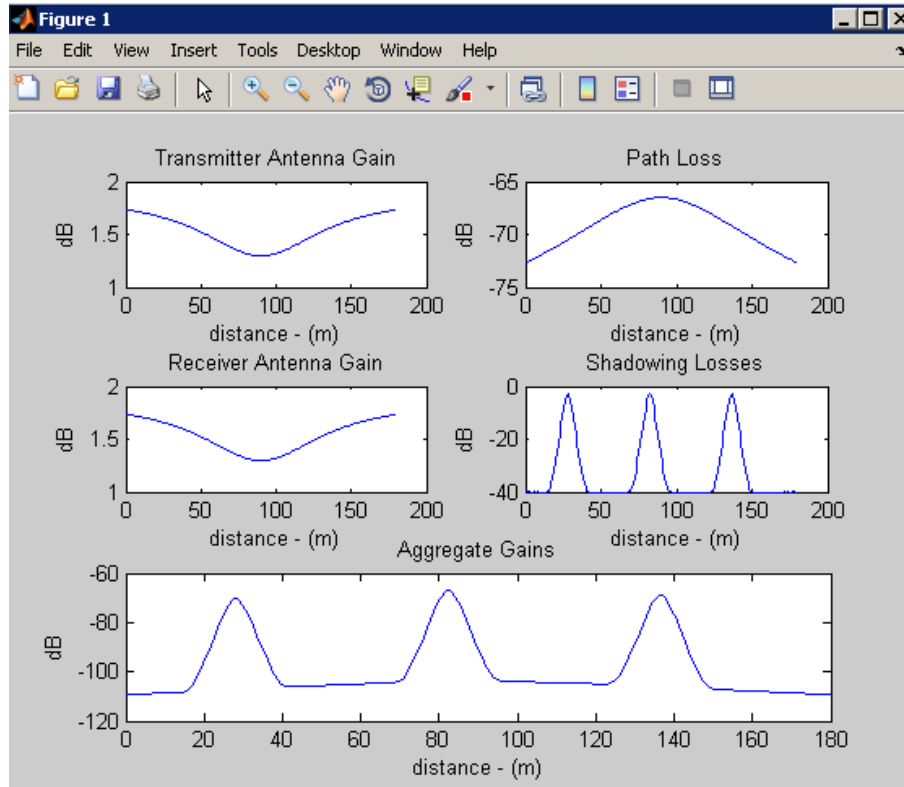 Figure 1
File Edit View Insert Tools Desktop Window Help
Transmitter Antenna Gain
2
1.5
1
dB
0 50 100 150 200
distance - (m)
Path Loss
-65
-70
-75
dB
0 50 100 150 200
distance - (m)
Receiver Antenna Gain
2
1.5
1
dB
0 50 100 150 200
distance - (m)
Shadowing Losses
0
-20
-40
dB
0 50 100 150 200
distance - (m)
Aggregate Gains
-60
-80
-100
-120
dB
0 20 40 60 80 100 120 140 160 180
distance - (m)